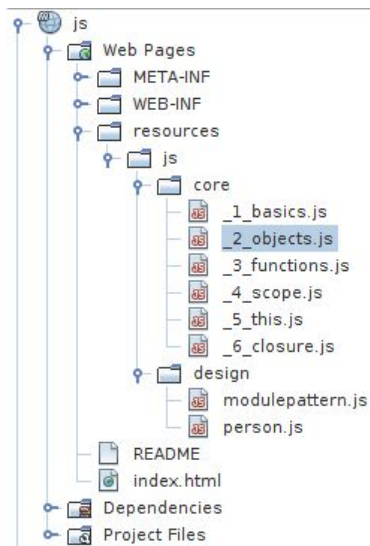 js
Web Pages
META-INF
WEB-INF
resources
js
core
_1_basics.js
_2_objects.js
_3_functions.js
_4_scope.js
_5_this.js
_6_closure.js
design
modulepattern.js
person.js
README
index.html
Dependencies
Project Files